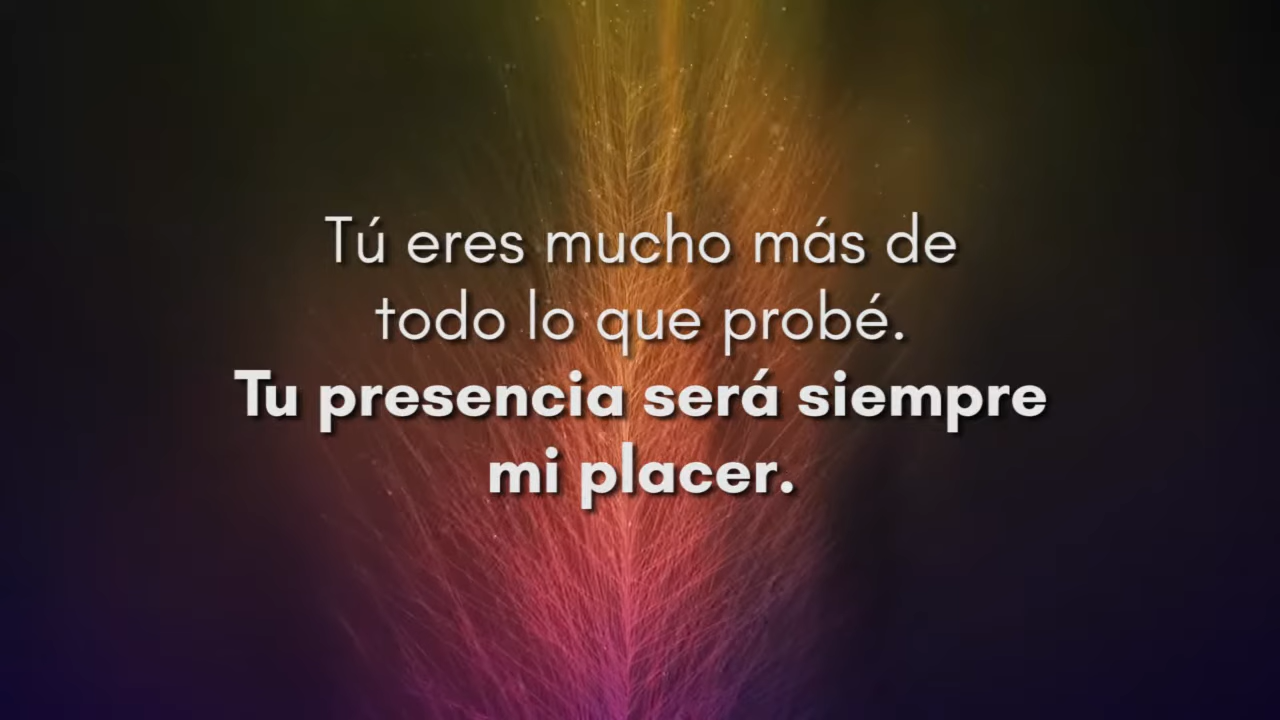 Tú eres mucho más de
todo lo que probé.
Tu presencia será siempre
mi placer.